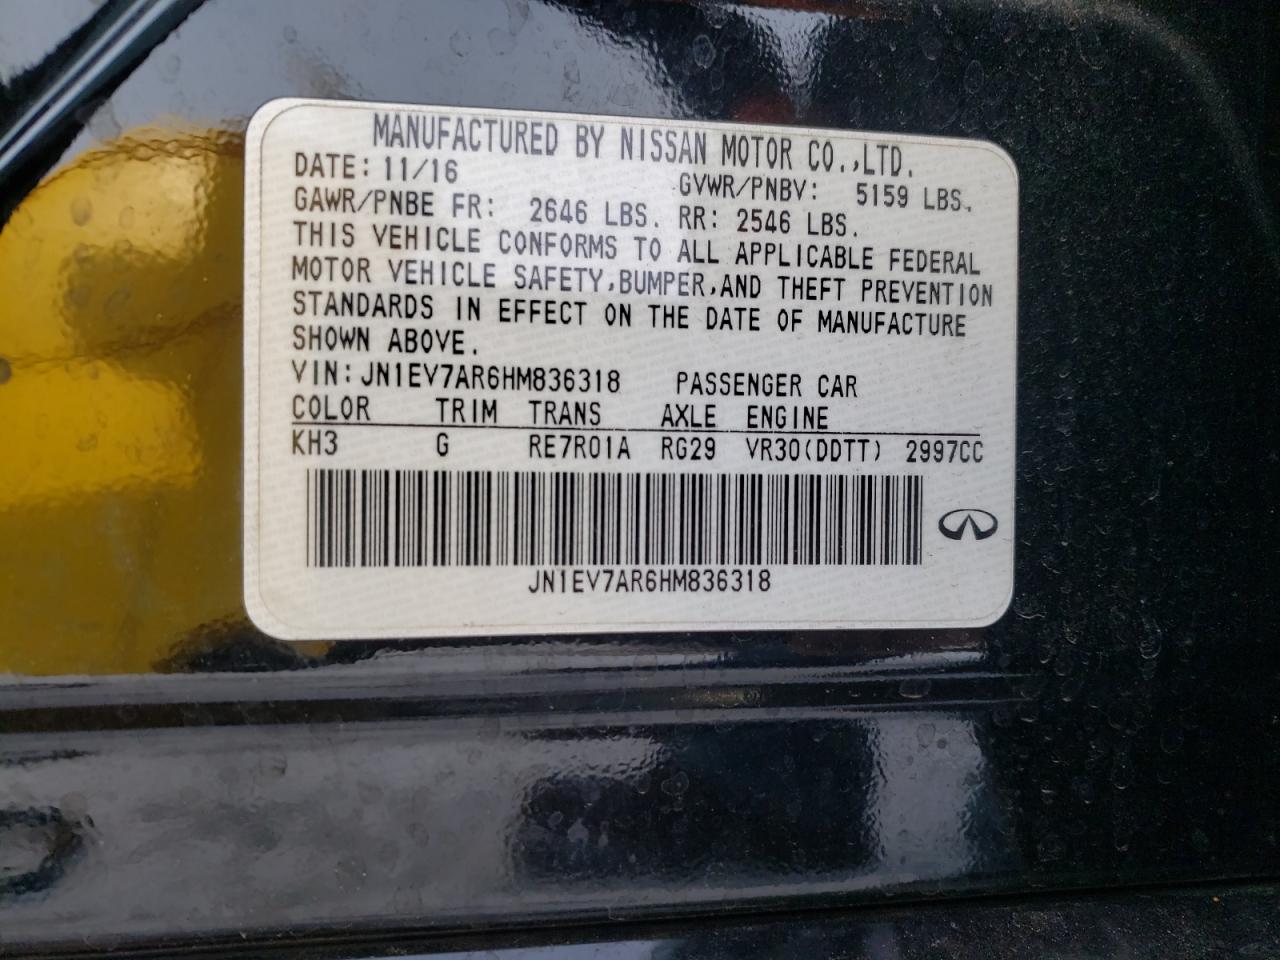 MANUFACTURED BY NISSAN MOTOR CO.,LTD.
DATE: 11/16 GVWR/PNBV: 5159 LBS.
GAWR/PNBE FR: 2646 LBS. RR: 2546 LBS.
THIS VEHICLE CONFORMS TO ALL APPLICABLE FEDERAL
MOTOR VEHICLE SAFETY,BUMPER,AND THEFT PREVENTION
STANDARDS IN EFFECT ON THE DATE OF MANUFACTURE
SHOWN ABOVE.
VIN: JN1EV7AR6HM836318 PASSENGER CAR
COLOR TRIM TRANS AXLE ENGINE
KH3 G RE7R01A RG29 VR30(DDTT) 2997CC
JN1EV7AR6HM836318